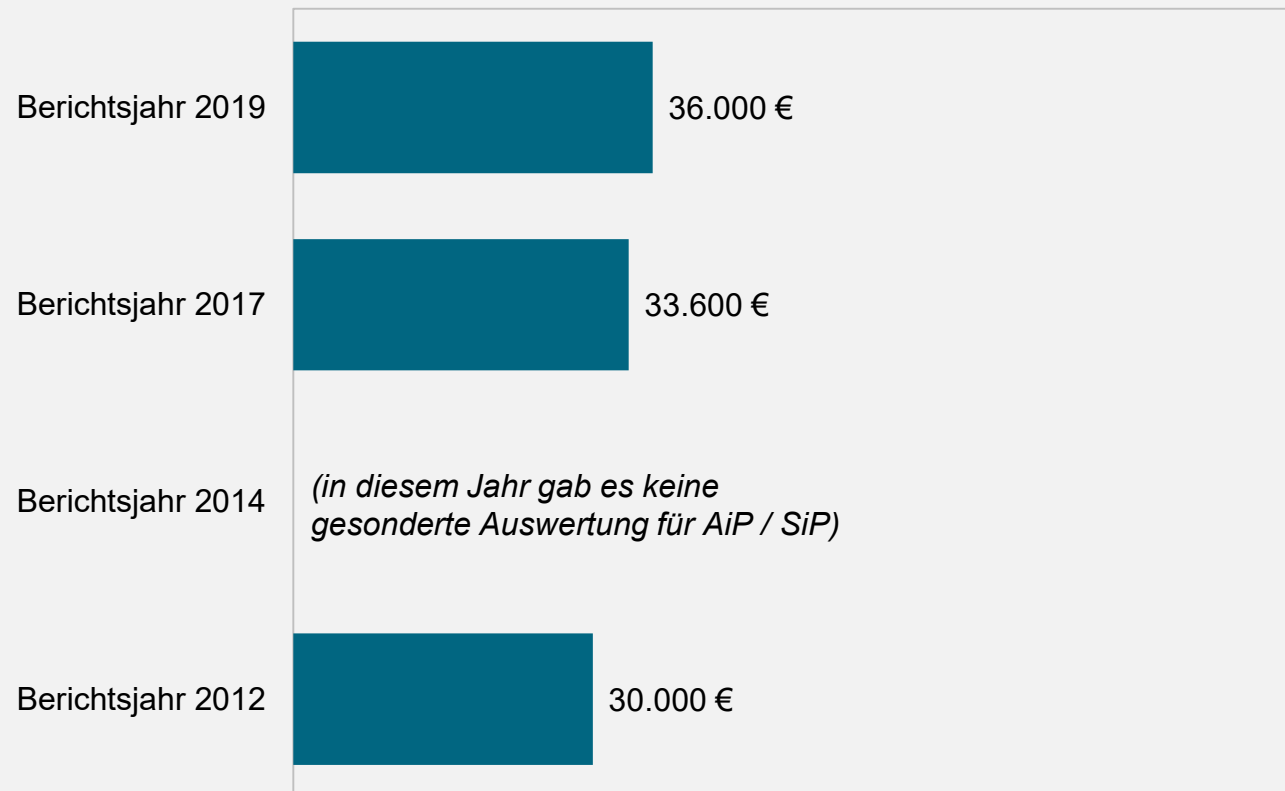 Berichtsjahr 2019
36.000 €
Berichtsjahr 2017
33.600 €
Berichtsjahr 2014
(in diesem Jahr gab es keine
gesonderte Auswertung für AiP / SiP)
Berichtsjahr 2012
30.000 €